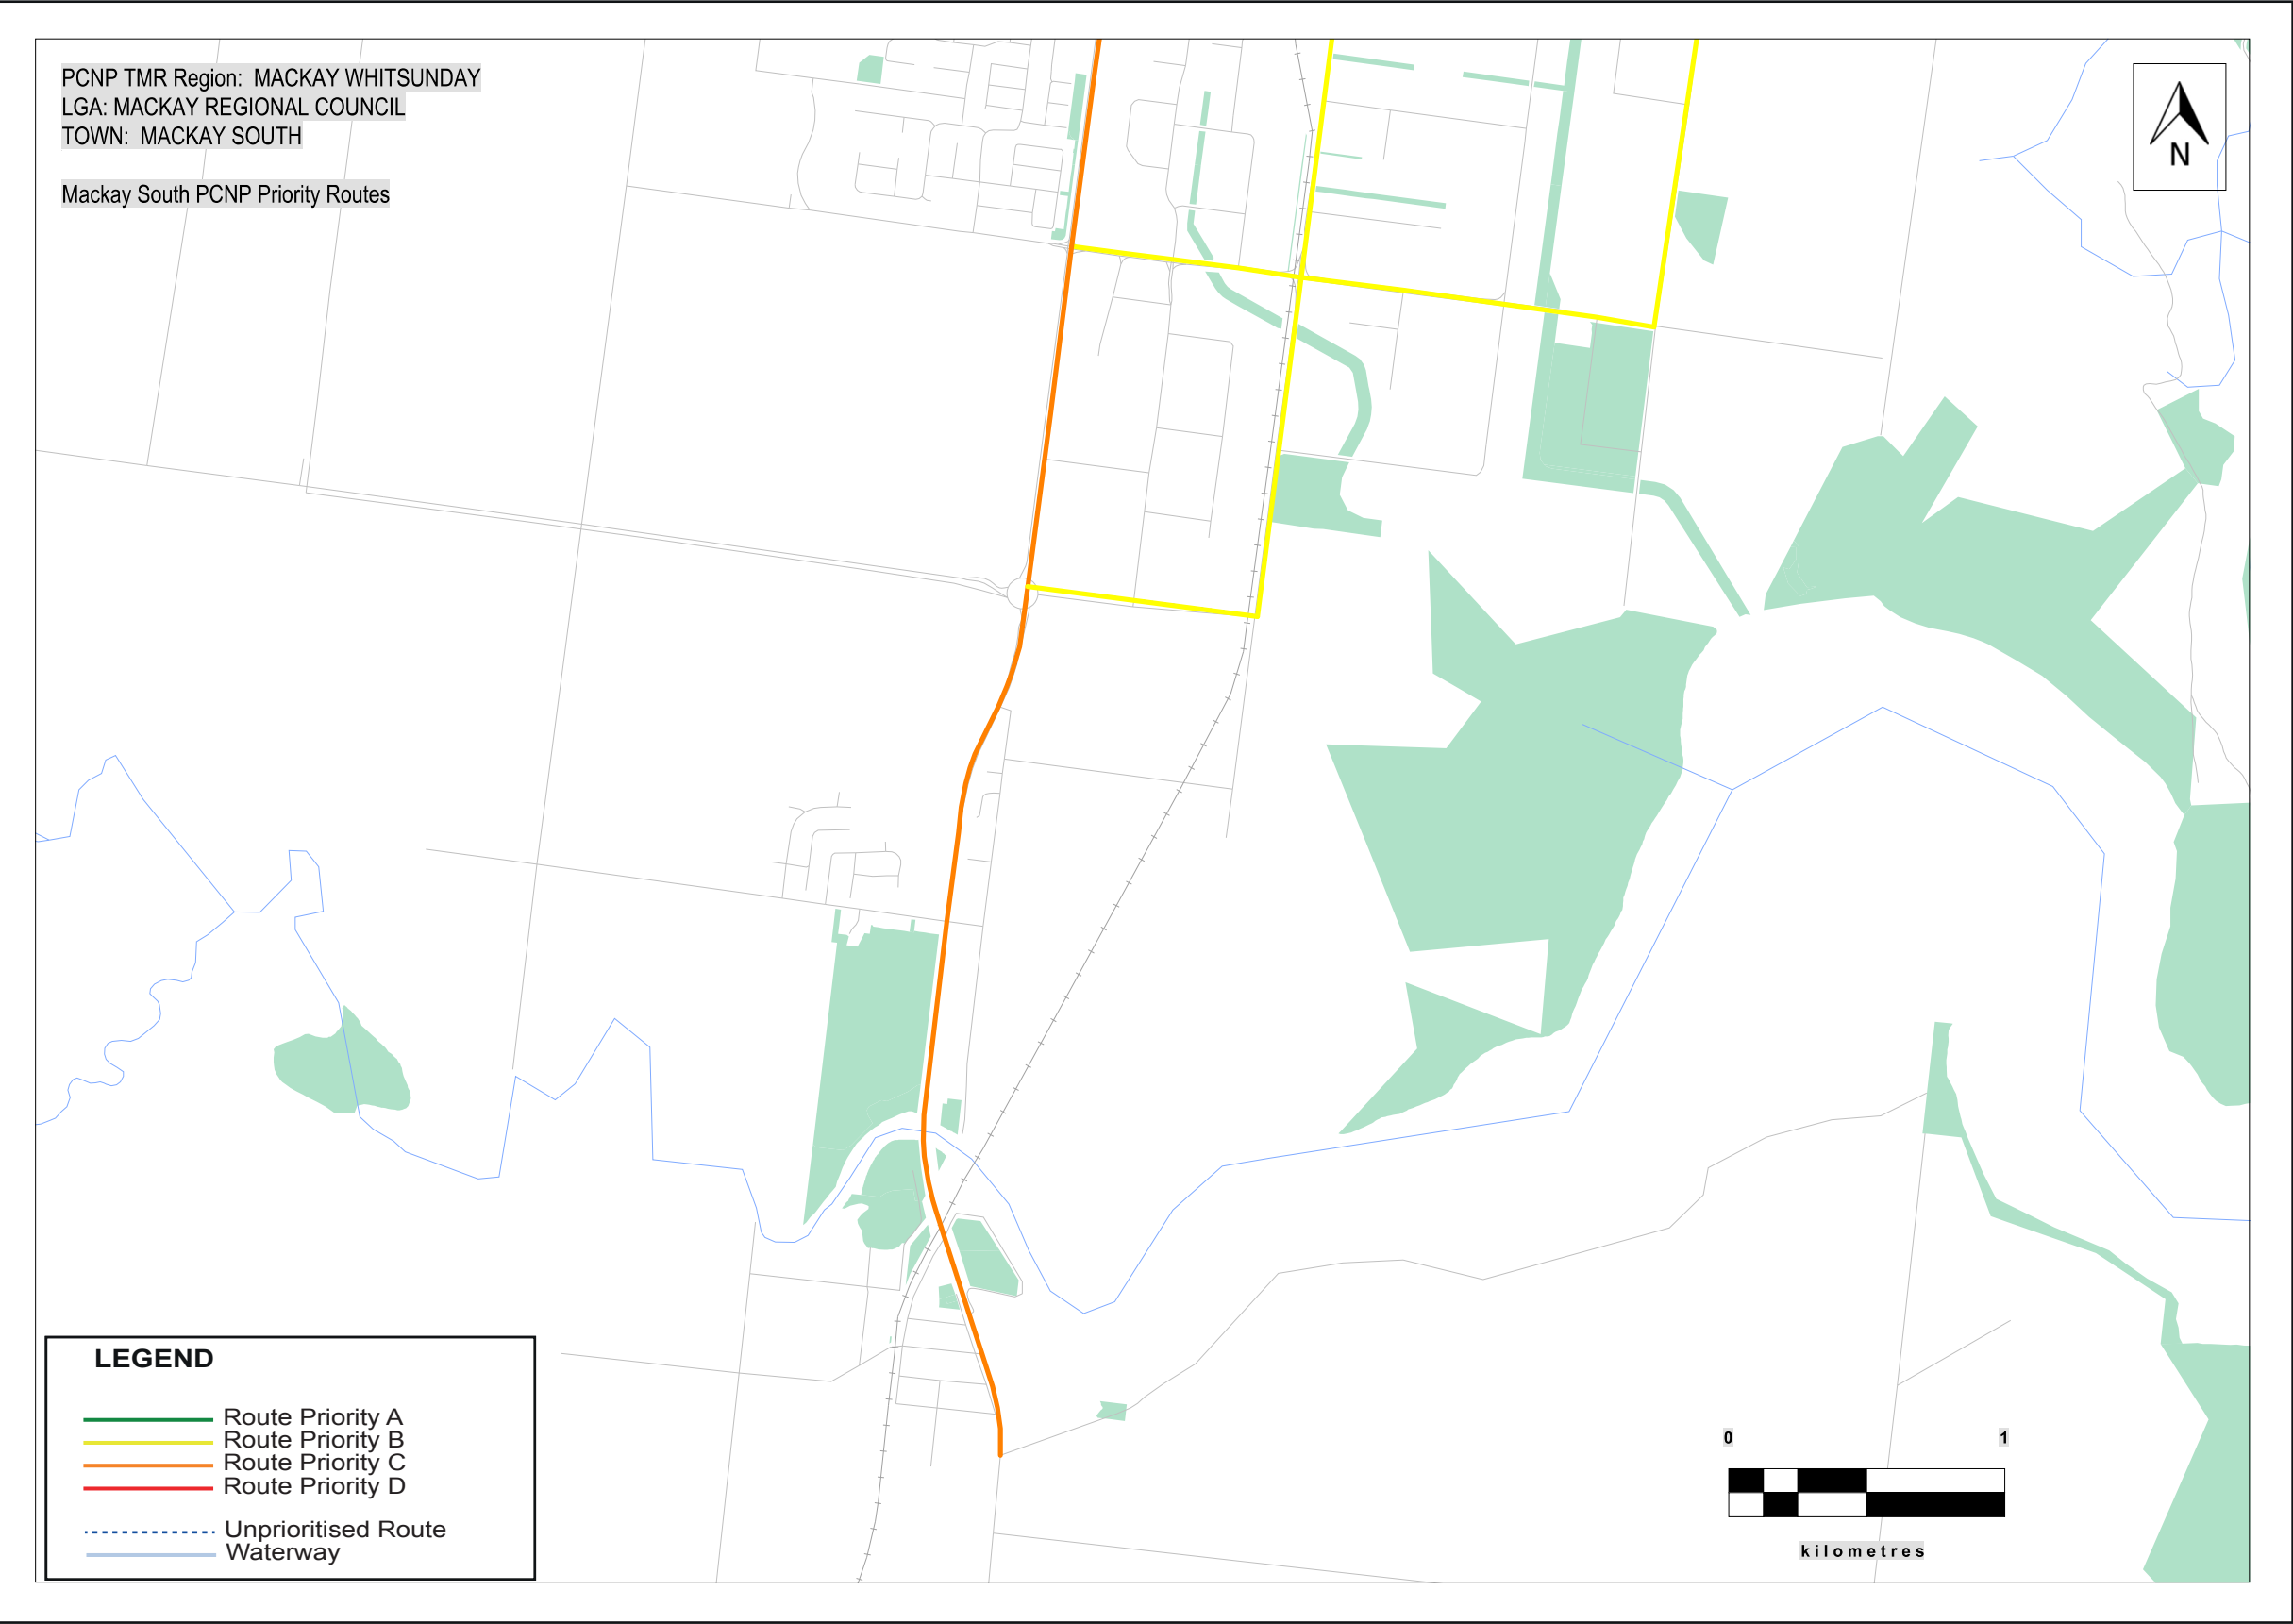 PCNP TMR Region:  MACKAY WHITSUNDAY
LGA: MACKAY REGIONAL COUNCIL
TOWN:  MACKAY SOUTH
Mackay South PCNP Priority Routes
N
LEGEND
Route Priority A
Route Priority B
Route Priority C
Route Priority D
Unprioritised Route
Waterway
0 1
kilometres